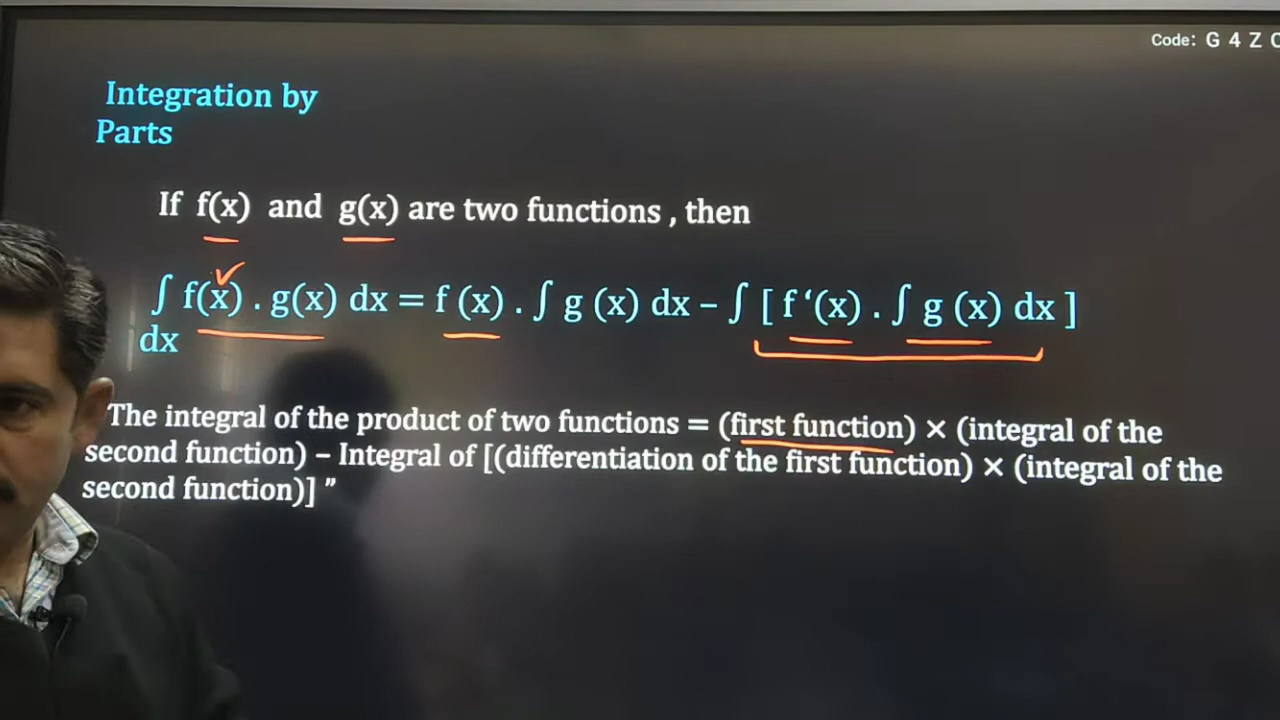 Code: G 4 Z
Integration by
Parts
If f(x) and g(x) are two functions , then
∫ f(x) . g(x) dx = f (x) . ∫ g (x) dx – ∫ [ f ‘(x) . ∫ g (x) dx ]
dx
The integral of the product of two functions = (first function) × (integral of the
second function) – Integral of [(differentiation of the first function) × (integral of the
second function)] ”